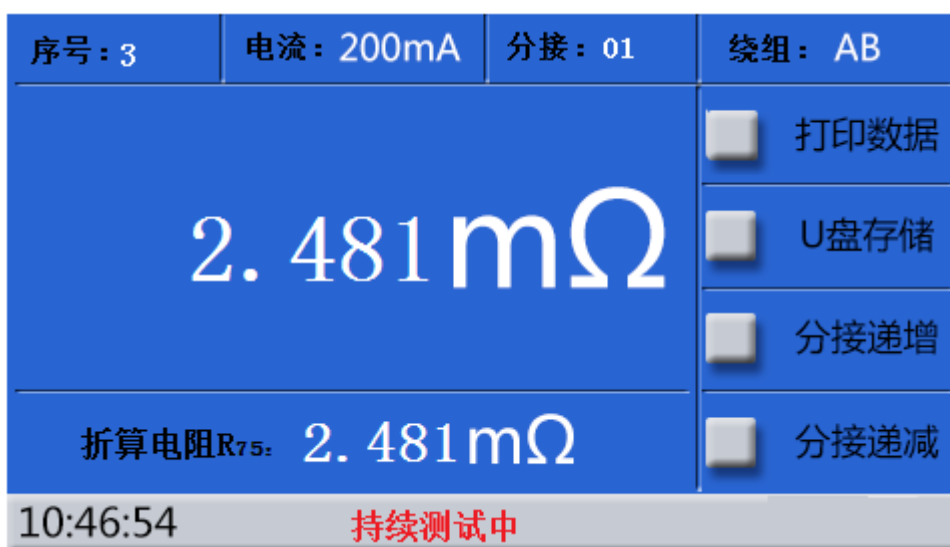 序号:3 电流:200mA 分接:01 绕组:AB
打印数据
2.481mΩ
U盘存储
分接递增
折算电阻R75: 2.481mΩ
分接递减
10:46:54 持续测试中